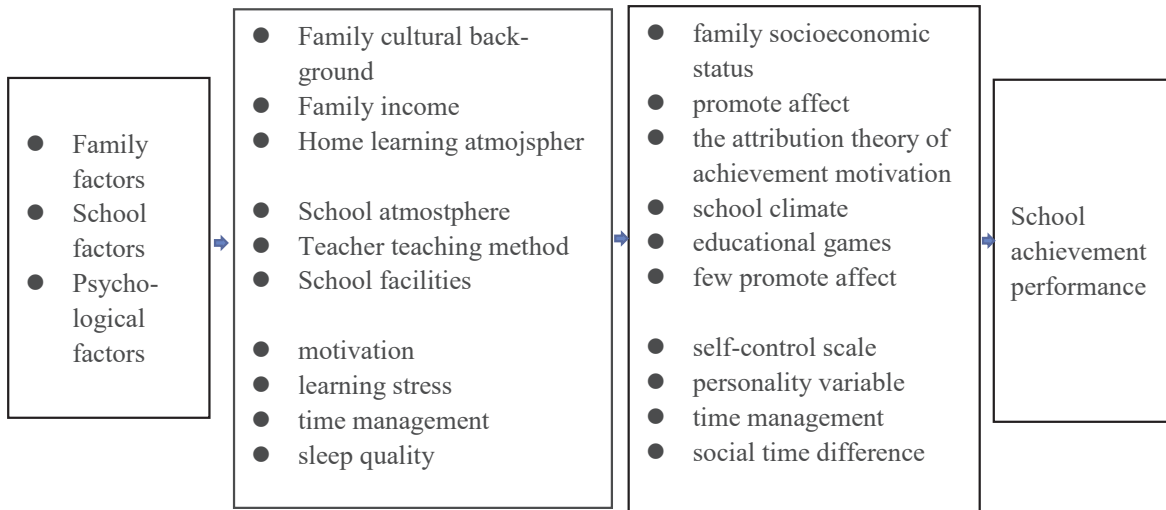 ● Family
factors
● School
factors
● Psycho-
logical
factors
● Family cultural back-
ground
● Family income
● Home learning atmojspher
● School atmostphere
● Teacher teaching method
● School facilities
● motivation
● learning stress
● time management
● sleep quality
● family socioeconomic
status
● promote affect
● the attribution theory of
achievement motivation
● school climate
● educational games
● few promote affect
● self-control scale
● personality variable
● time management
● social time difference
School
achievement
performance